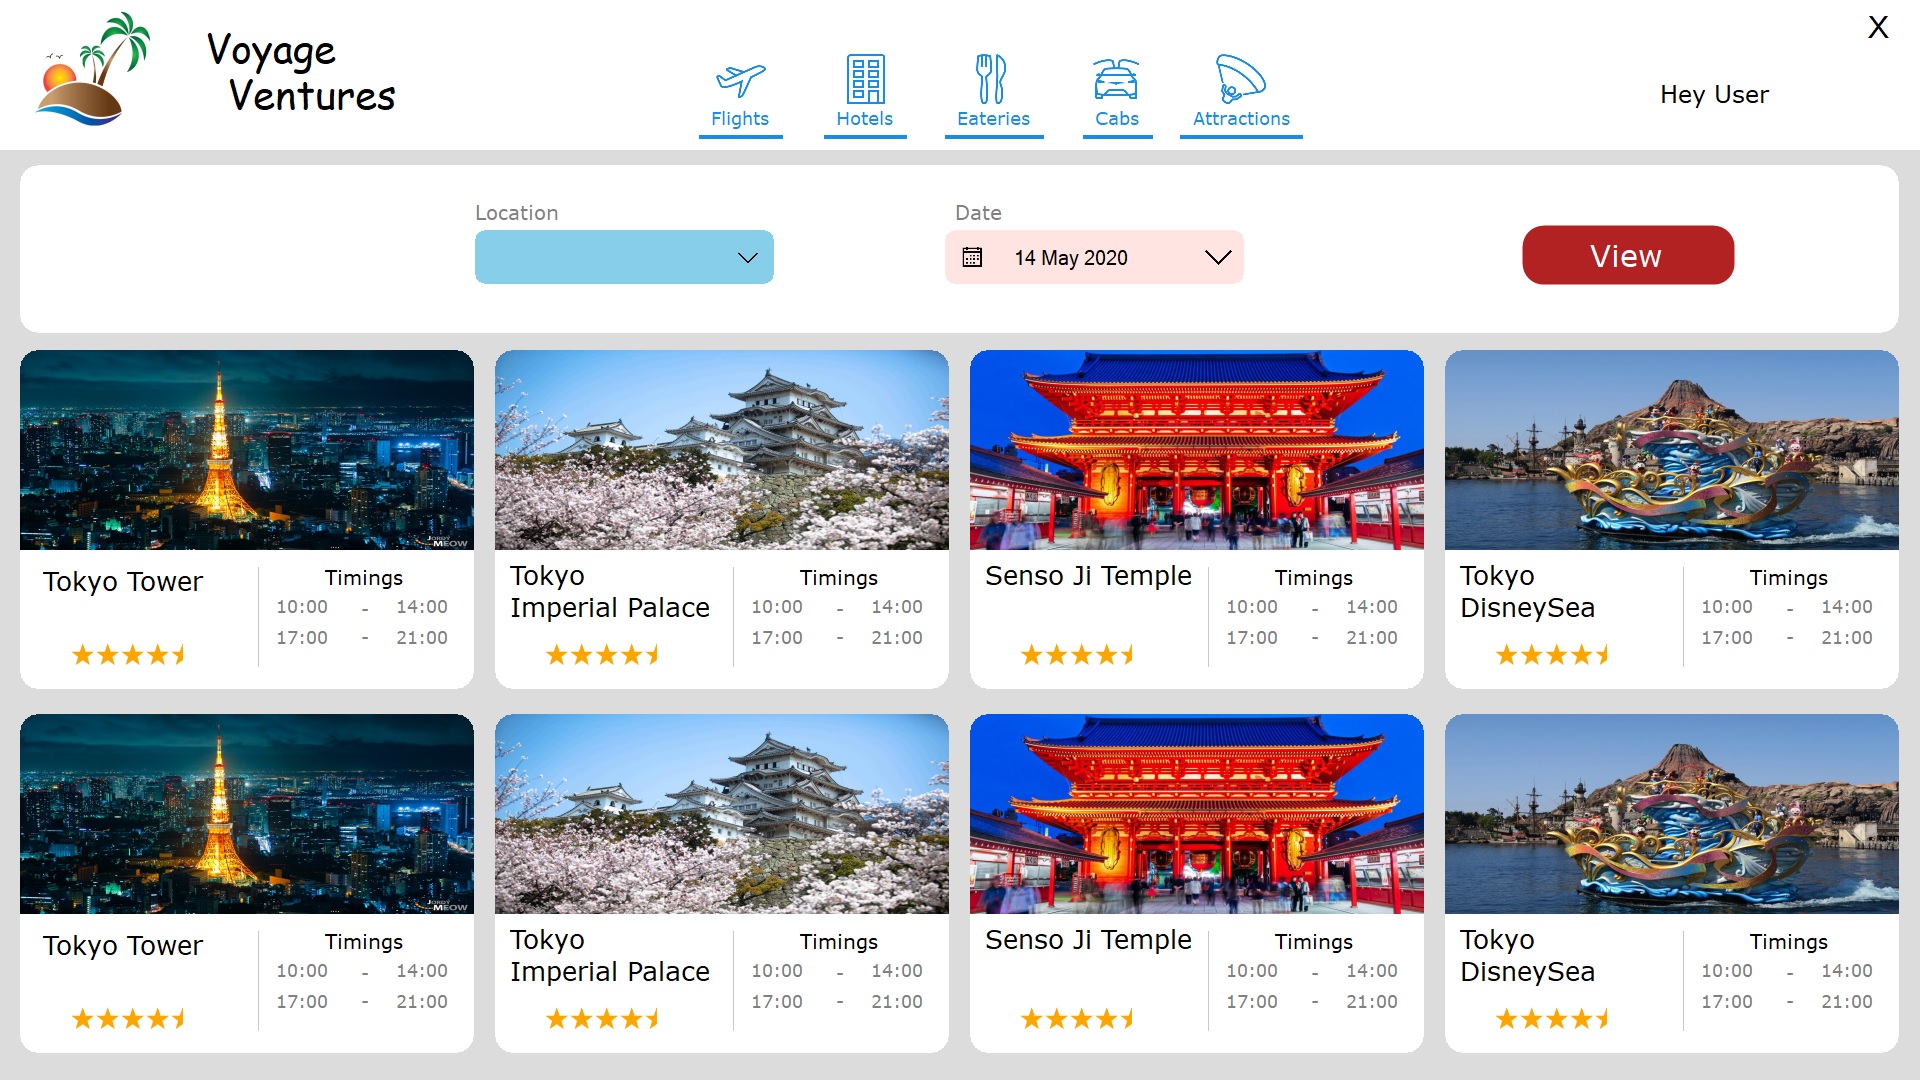 X
Voyage
Ventures
Flights
Hotels
Eateries
Cabs
Attractions
Hey User
Location
Date
14 May 2020
View
MEOW
Tokyo Tower
Timings
10:00 - 14:00
17:00 - 21:00
Tokyo
Imperial Palace
Timings
10:00 - 14:00
17:00 - 21:00
Senso Ji Temple
Timings
10:00 - 14:00
17:00 - 21:00
Tokyo
DisneySea
Timings
10:00 - 14:00
17:00 - 21:00
MEOW
Tokyo Tower
Timings
10:00 - 14:00
17:00 - 21:00
Tokyo
Imperial Palace
Timings
10:00 - 14:00
17:00 - 21:00
Senso Ji Temple
Timings
10:00 - 14:00
17:00 - 21:00
Tokyo
DisneySea
Timings
10:00 - 14:00
17:00 - 21:00